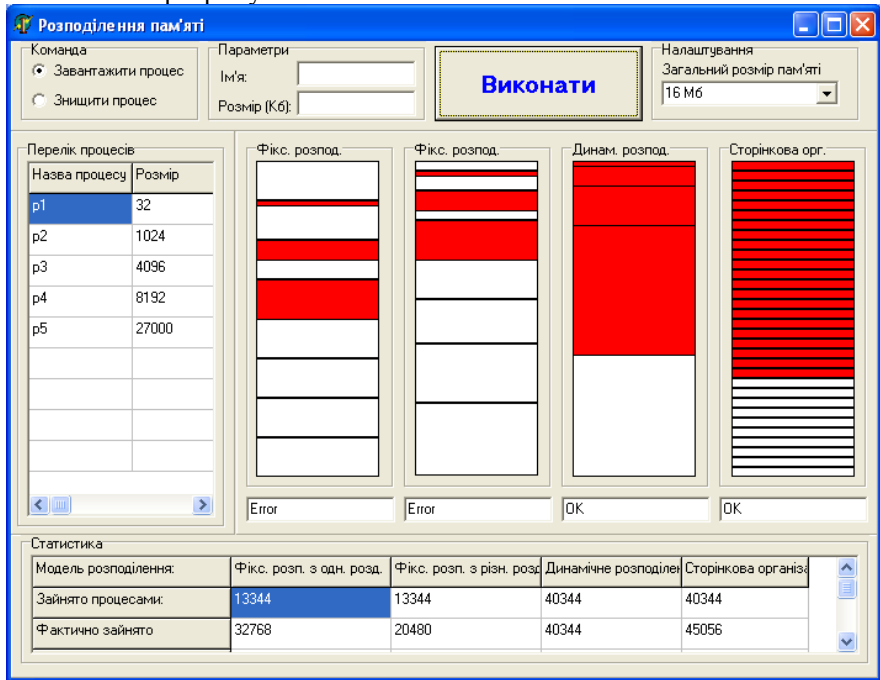 Розподілення пам'яті
Команда
Завантажити процес
Знищити процес
Параметри
Ім'я:
Розмір (Кб):
Виконати
Налаштування
Загальний розмір пам'яті
16 Мб
Перелік процесів
Назва процесу Розмір
p1 32
p2 1024
p3 4096
p4 8192
p5 27000
Фікс. розпод.
Фікс. розпод.
Динам. розпод.
Сторінкова орг.
Error
Error
OK
OK
Статистика
Модель розподілення: Фікс. розп. з одн. розд. Фікс. розп. з різн. розд Динамічне розподілен Сторінкова організа
Зайнято процесами: 13344 13344 40344 40344
Фактично зайнято 32768 20480 40344 45056